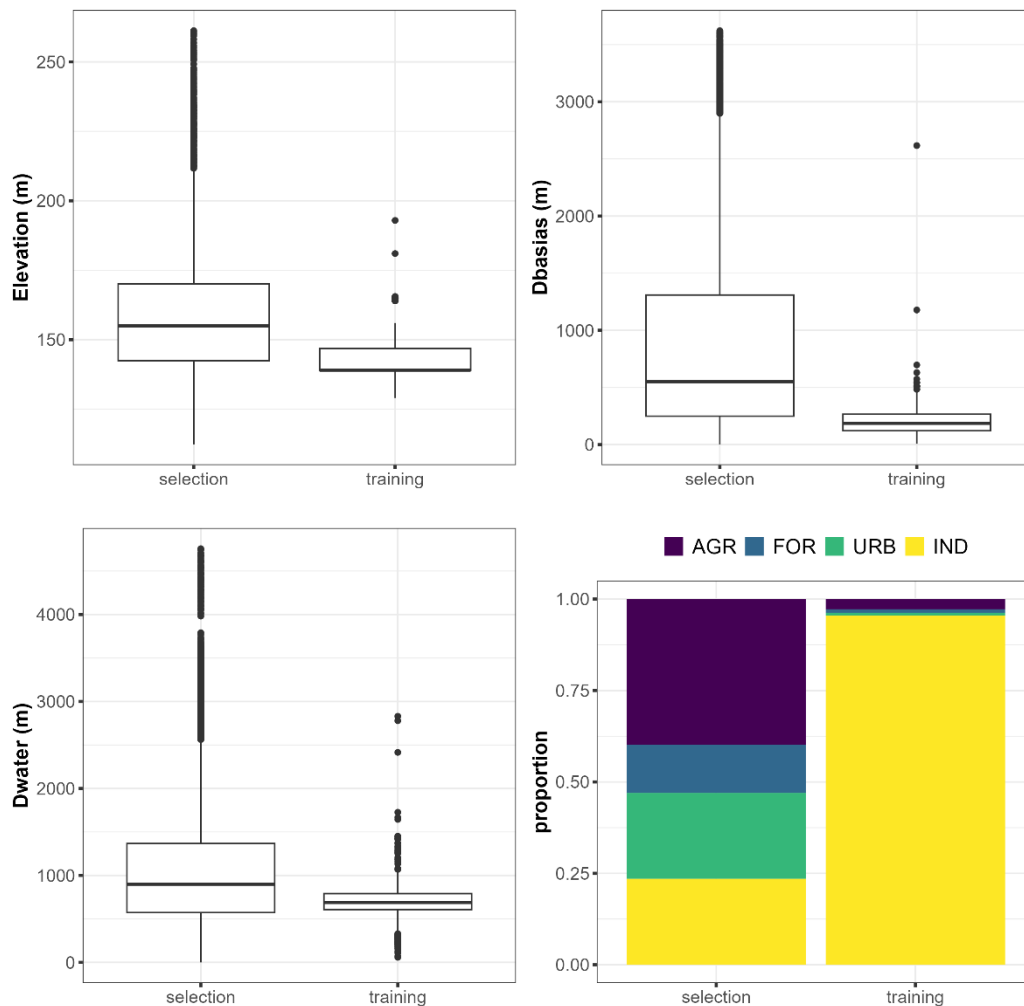 Elevation (m)
250
200
150
selection
training
Dbasias (m)
3000
2000
1000
0
selection
training
Dwater (m)
4000
3000
2000
1000
0
selection
training
AGR FOR URB IND
proportion
1.00
0.75
0.50
0.25
0.00
selection
training